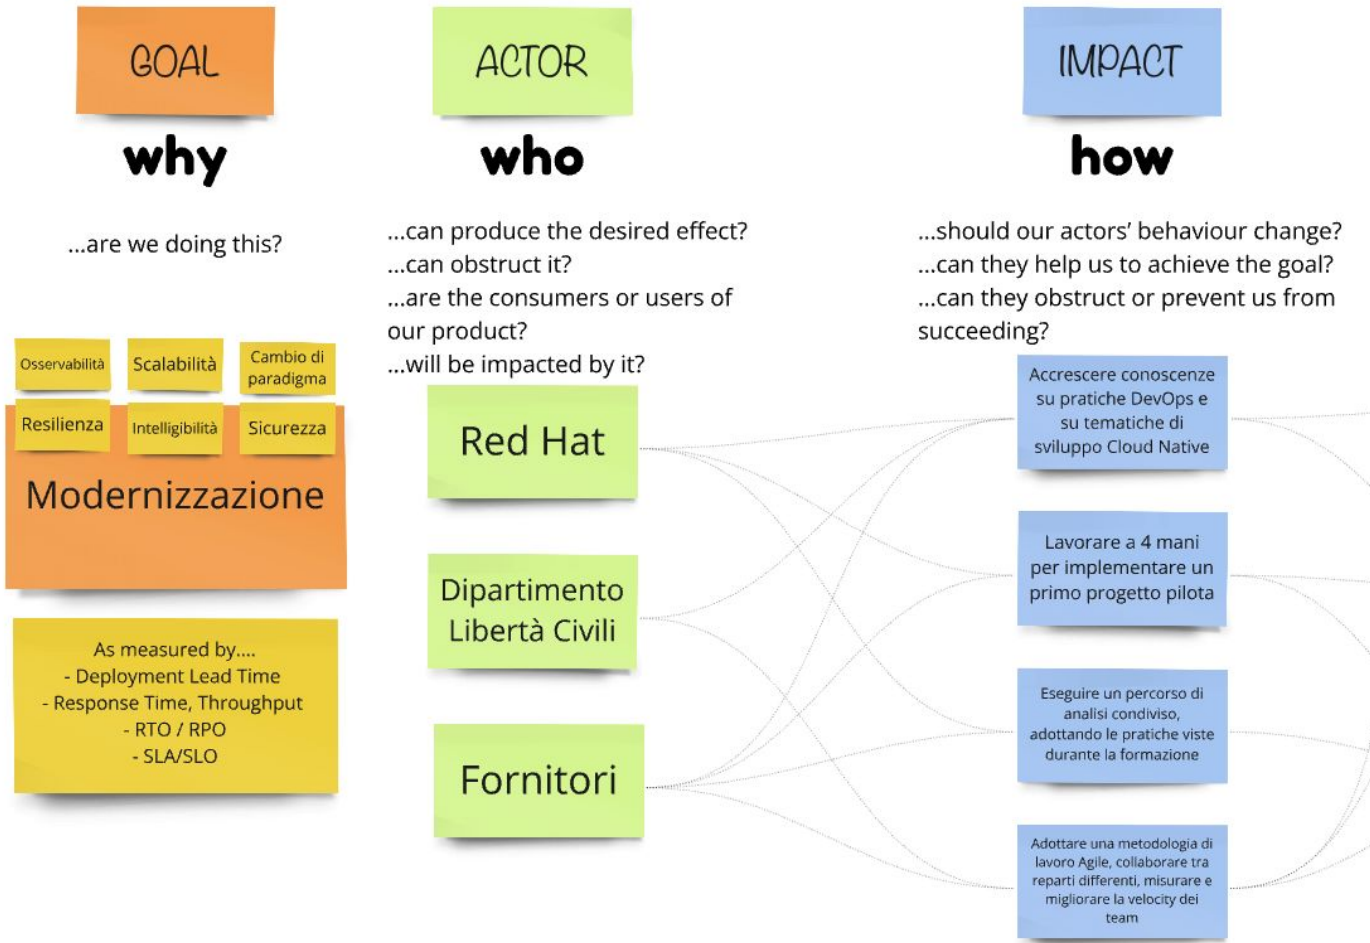 GOAL
why
...are we doing this?
Osservabilità
Scalabilità
Cambio di
paradigma
Resilienza
Intelligibilità
Sicurezza
Modernizzazione
As measured by....
- Deployment Lead Time
- Response Time, Throughput
- RTO / RPO
- SLA/SLO
ACTOR
who
...can produce the desired effect?
...can obstruct it?
...are the consumers or users of
our product?
...will be impacted by it?
Red Hat
Dipartimento
Libertà Civili
Fornitori
IMPACT
how
...should our actors’ behaviour change?
...can they help us to achieve the goal?
...can they obstruct or prevent us from
succeeding?
Accrescere conoscenze
su pratiche DevOps e
su tematiche di
sviluppo Cloud Native
Lavorare a 4 mani
per implementare un
primo progetto pilota
Eseguire un percorso di
analisi condiviso,
adottando le pratiche viste
durante la formazione
Adottare una metodologia di
lavoro Agile, collaborare tra
reparti differenti, misurare e
migliorare la velocity dei
team